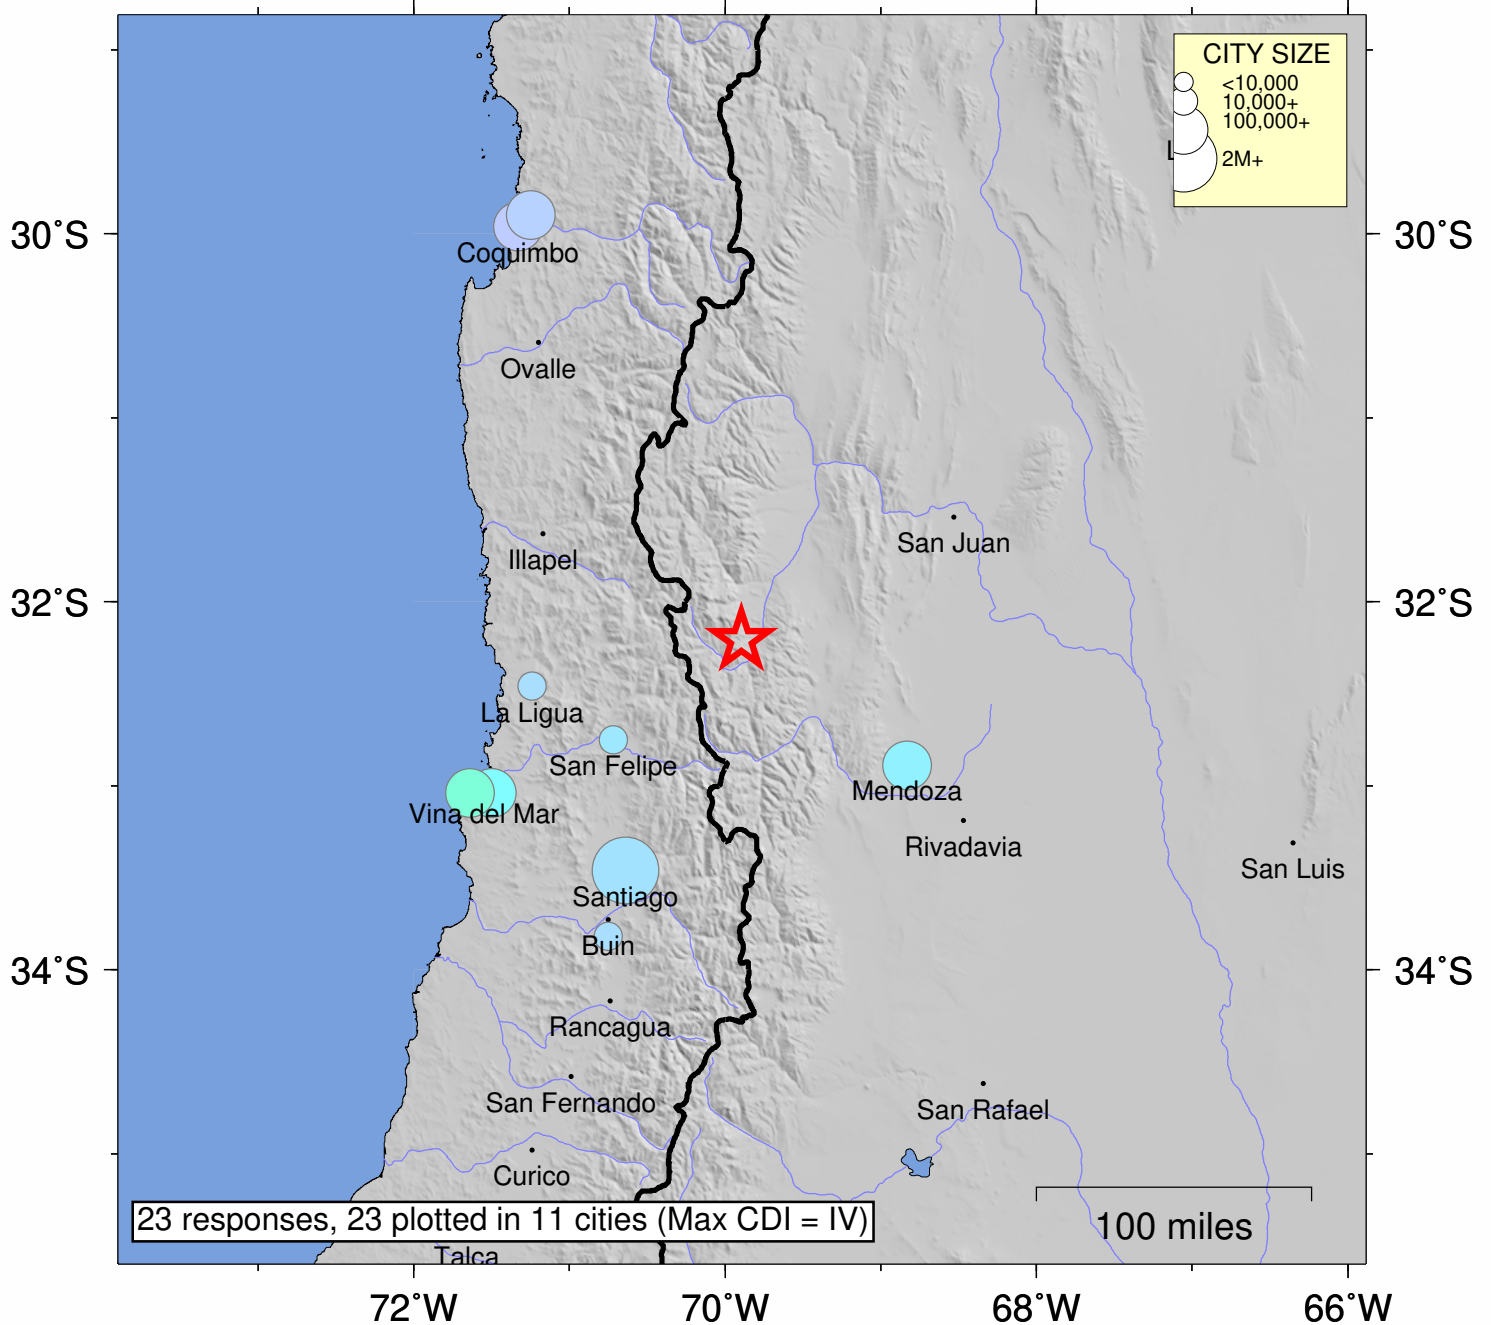 CITY SIZE
<10,000
10,000+
100,000+
L
2M+
30°S
30°S
Coquimbo
Ovalle
San Juan
Illapel
32°S
32°S
La Ligua
San Felipe
Mendoza
Vina del Mar
Rivadavia
San Luis
Santiago
Buin
34°S
34°S
Rancagua
San Fernando
San Rafael
Curico
23 responses, 23 plotted in 11 cities (Max CDI = IV)
100 miles
Talca
72°W
70°W
68°W
66°W